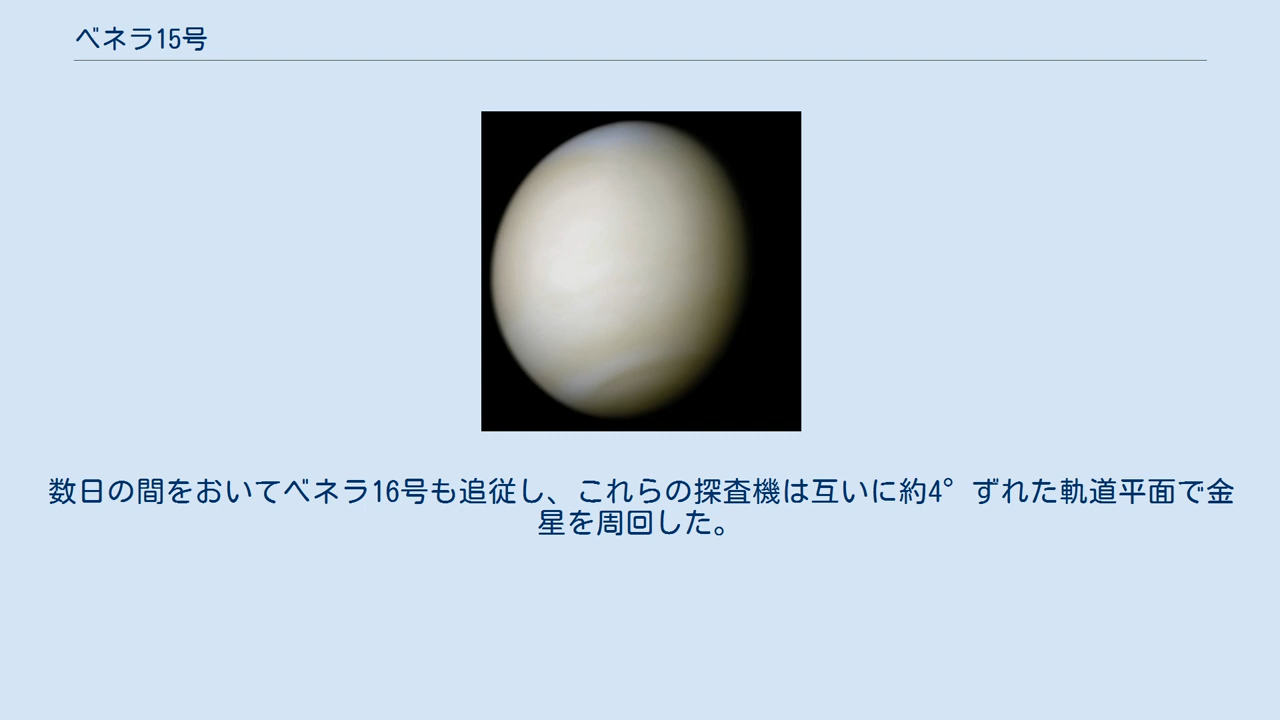 ベネラ15号
数日の間をおいてベネラ16号も追従し、これらの探査機は互いに約4°ずれた軌道平面で金
星を周回した。